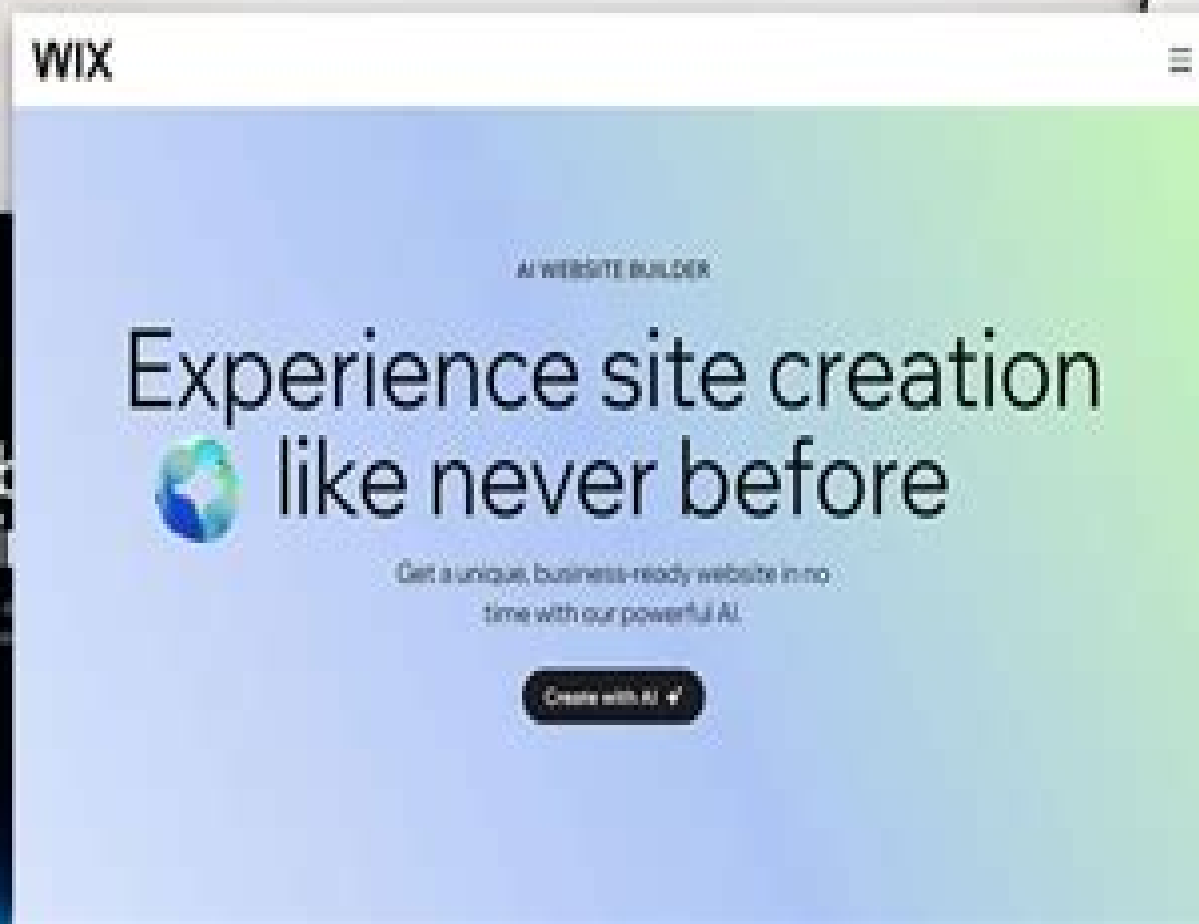 WIX
AI WEBSITE BUILDER
Experience site creation
like never before
Get a unique, business-ready website in no
time with our powerful AI.
Create with AI